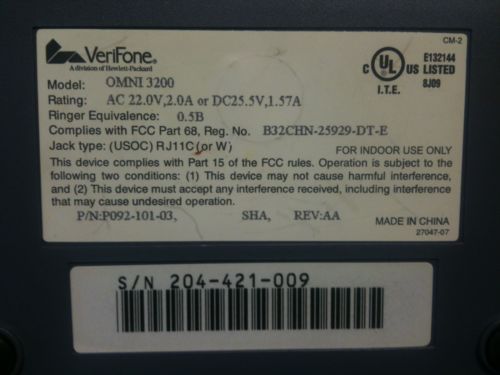 VeriFone®
A division of Hewlett-Packard
CM-2
C UL US LISTED
E132144
8J09
I.T.E.
Model: OMNI 3200
Rating: AC 22.0V,2.0A or DC25.5V,1.57A
Ringer Equivalence: 0.5B
Complies with FCC Part 68, Reg. No. B32CHN-25929-DT-E
Jack type: (USOC) RJ11C (or W)
FOR INDOOR USE ONLY
This device complies with Part 15 of the FCC rules. Operation is subject to the
following two conditions: (1) This device may not cause harmful interference,
and (2) This device must accept any interference received, including interference
that may cause undesired operation.
P/N:P092-101-03, SHA, REV:AA
MADE IN CHINA
27047-07
S/N 204-421-009